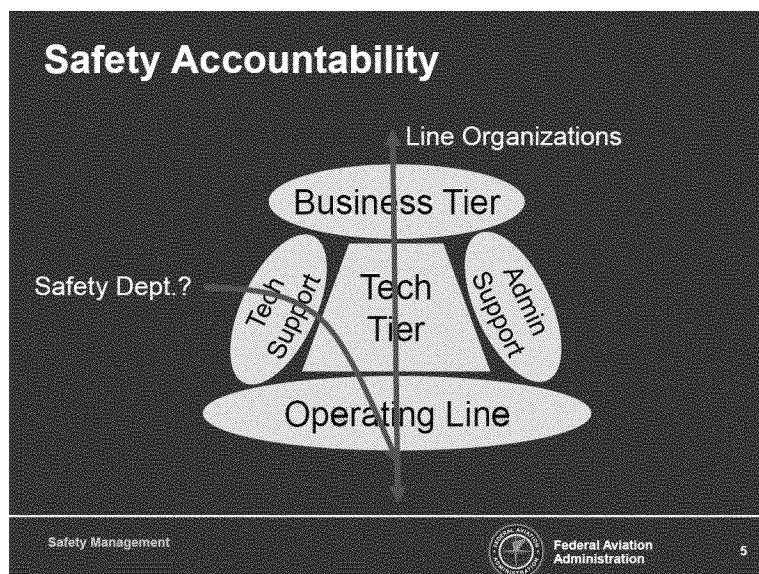 Safety Accountability
Line Organizations
Business Tier
Safety Dept.?
Tech
Support
Tech
Tier
Admin
Support
Operating Line
Safety Management
Federal Aviation
Administration
5